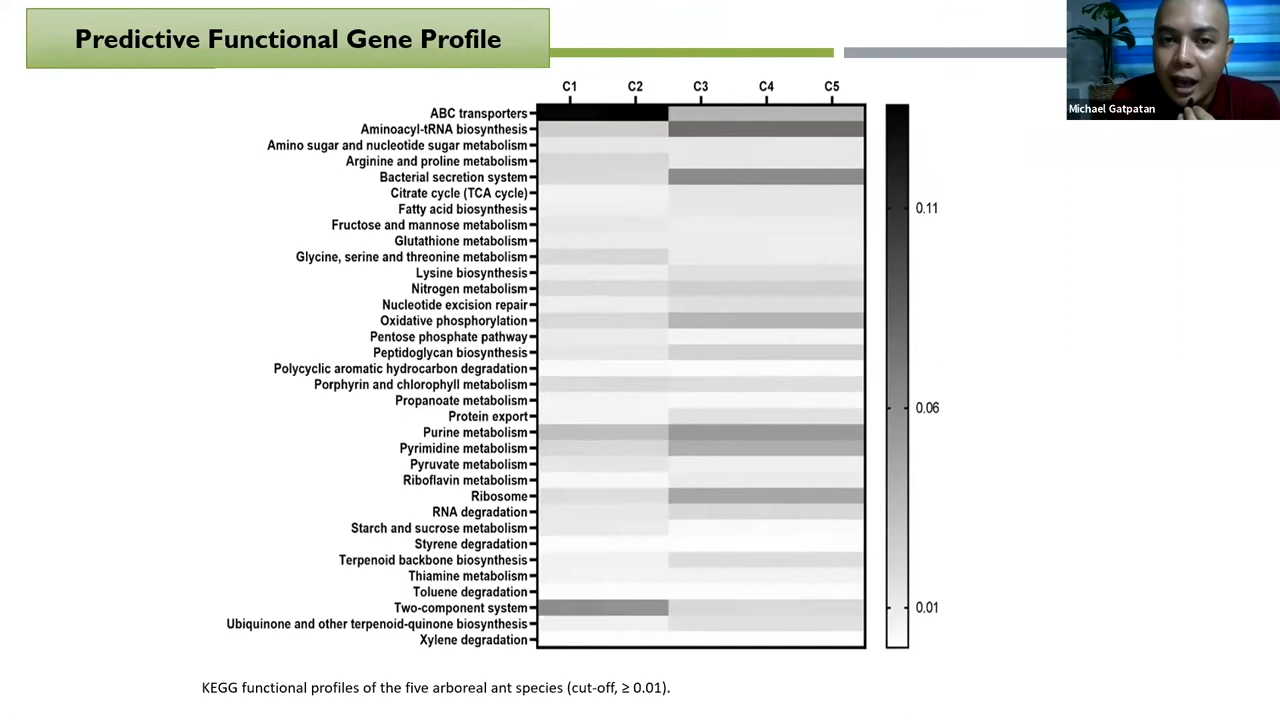 Predictive Functional Gene Profile
Michael Gatpatan
C1 C2 C3 C4 C5
ABC transporters
Aminoacyl-tRNA biosynthesis
Amino sugar and nucleotide sugar metabolism
Arginine and proline metabolism
Bacterial secretion system
Citrate cycle (TCA cycle)
Fatty acid biosynthesis
Fructose and mannose metabolism
Glutathione metabolism
Glycine, serine and threonine metabolism
Lysine biosynthesis
Nitrogen metabolism
Nucleotide excision repair
Oxidative phosphorylation
Pentose phosphate pathway
Peptidoglycan biosynthesis
Polycyclic aromatic hydrocarbon degradation
Porphyrin and chlorophyll metabolism
Propanoate metabolism
Protein export
Purine metabolism
Pyrimidine metabolism
Pyruvate metabolism
Riboflavin metabolism
Ribosome
RNA degradation
Starch and sucrose metabolism
Styrene degradation
Terpenoid backbone biosynthesis
Thiamine metabolism
Toluene degradation
Two-component system
Ubiquinone and other terpenoid-quinone biosynthesis
Xylene degradation
0.11
0.06
0.01
KEGG functional profiles of the five arboreal ant species (cut-off, ≥ 0.01).